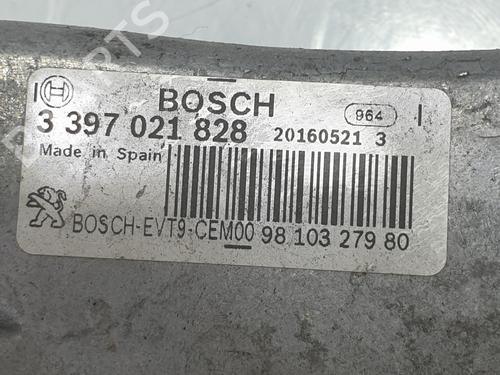 BOSCH
964
3 397 021 828 20160521 3
Made in Spain
BOSCH-EVT9-CEM00 98 103 279 80